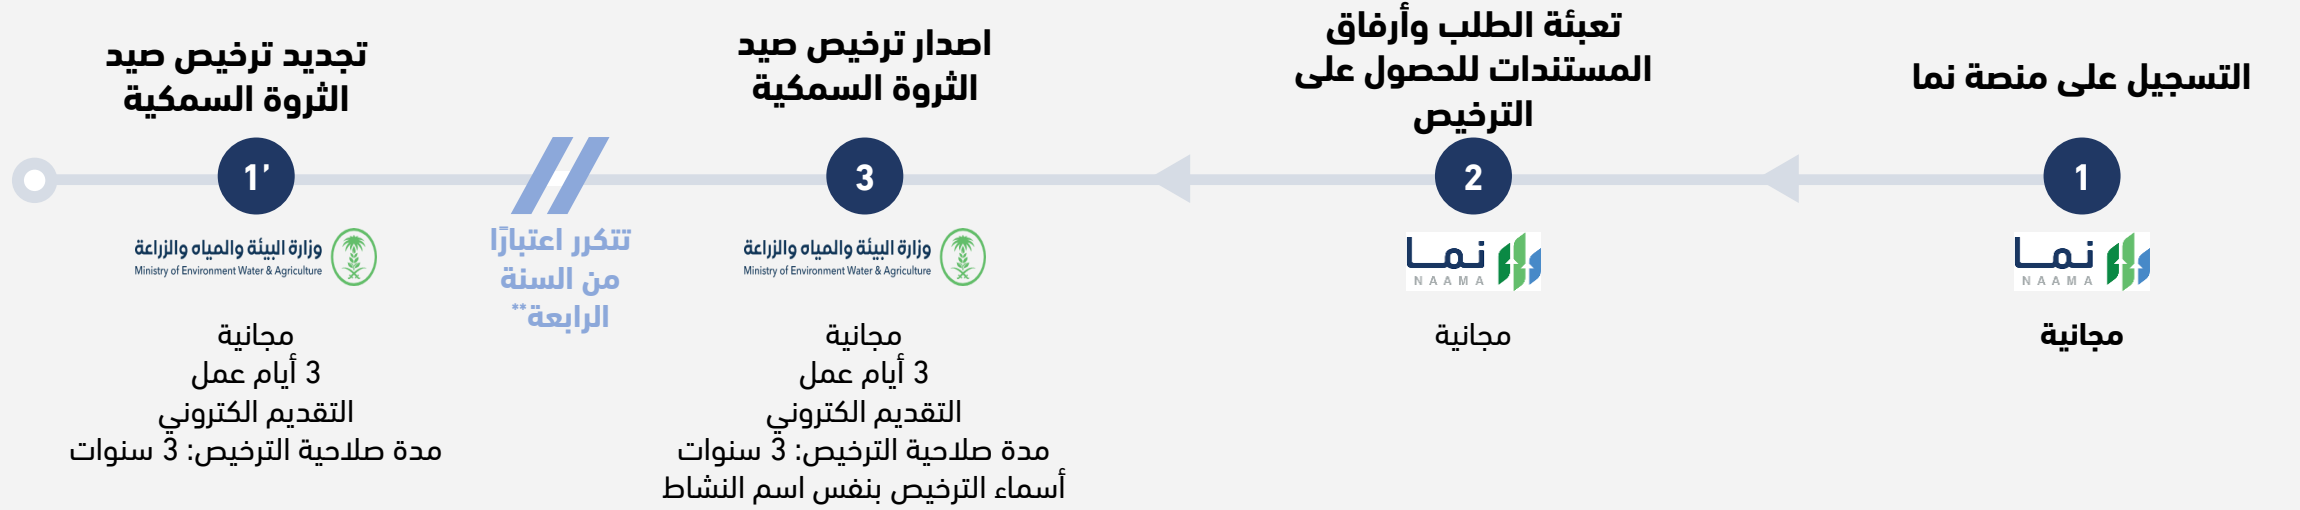 التسجيل على منصة نما
1
نما
NAAMA
مجانية
تعبئة الطلب وأرفاق
المستندات للحصول على
الترخيص
2
نما
NAAMA
مجانية
اصدار ترخيص صيد
الثروة السمكية
3
وزارة البيئة والمياه والزراعة
Ministry of Environment Water & Agriculture
مجانية
3 أيام عمل
التقديم الكتروني
مدة صلاحية الترخيص: 3 سنوات
أسماء الترخيص بنفس اسم النشاط
تتكرر اعتبارًا
من السنة
الرابعة**
تجديد ترخيص صيد
الثروة السمكية
1’
وزارة البيئة والمياه والزراعة
Ministry of Environment Water & Agriculture
مجانية
3 أيام عمل
التقديم الكتروني
مدة صلاحية الترخيص: 3 سنوات